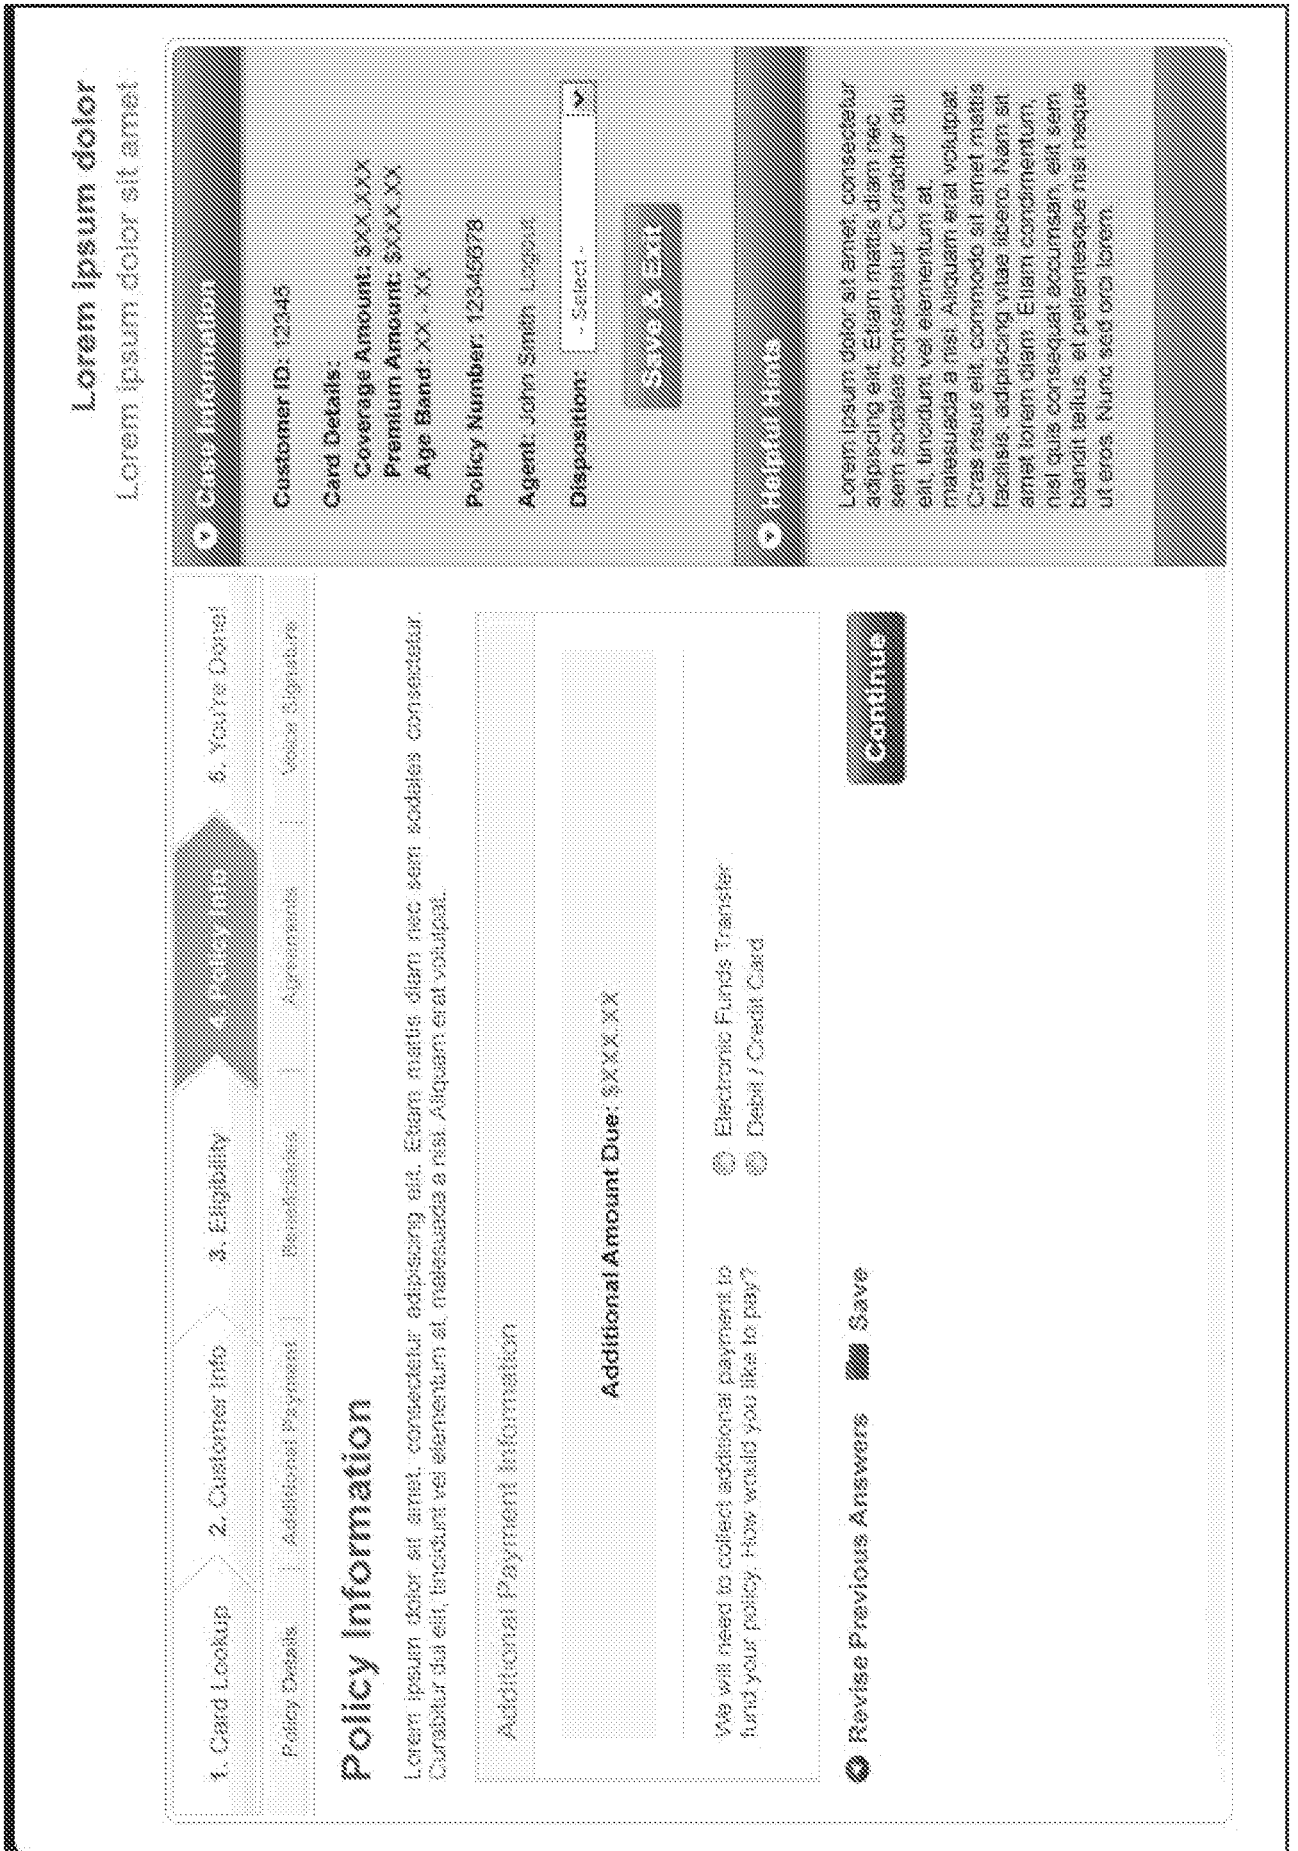 Lorem ipsum dolor
Lorem ipsum dolor sit amet
1. Card Lookup
2. Customer Info
3. Eligibility
4. Policy Info
5. You're Done!
Policy Details
Additional Payment
Beneficiaries
Agreements
Voice Signature
Policy Information
Lorem ipsum dolor sit amet, consectetur adipiscing elit. Etiam mattis diam nec sem sodales consectetur.
Curabitur dui elit, tincidunt vel elementum at, malesuada a nisi. Aliquam erat volutpat.
Additional Payment Information
Additional Amount Due: $XXX.XX
We will need to collect additional payment to
fund your policy. How would you like to pay?
Electronic Funds Transfer
Debit / Credit Card
Revise Previous Answers
Save
Continue
Case Information
Customer ID: 12345
Card Details:
Coverage Amount: $XX,XXX
Premium Amount: $XXX.XX
Age Band: XX - XX
Policy Number: 12345678
Agent: John Smith Logout
Disposition: - Select -
Save & Exit
Helpful Hints
Lorem ipsum dolor sit amet, consectetur
adipiscing elit. Etiam mattis diam nec
sem sodales consectetur. Curabitur dui
elit, tincidunt vel elementum at,
malesuada a nisi. Aliquam erat volutpat.
Cras risus elit, commodo sit amet mattis
facilisis, adipiscing vitae libero. Nam sit
amet lorem diam. Etiam condimentum,
nisl quis consequat accumsan, elit sem
blandit tellus, et pellentesque nisi neque
ut eros. Nunc sed orci lorem.